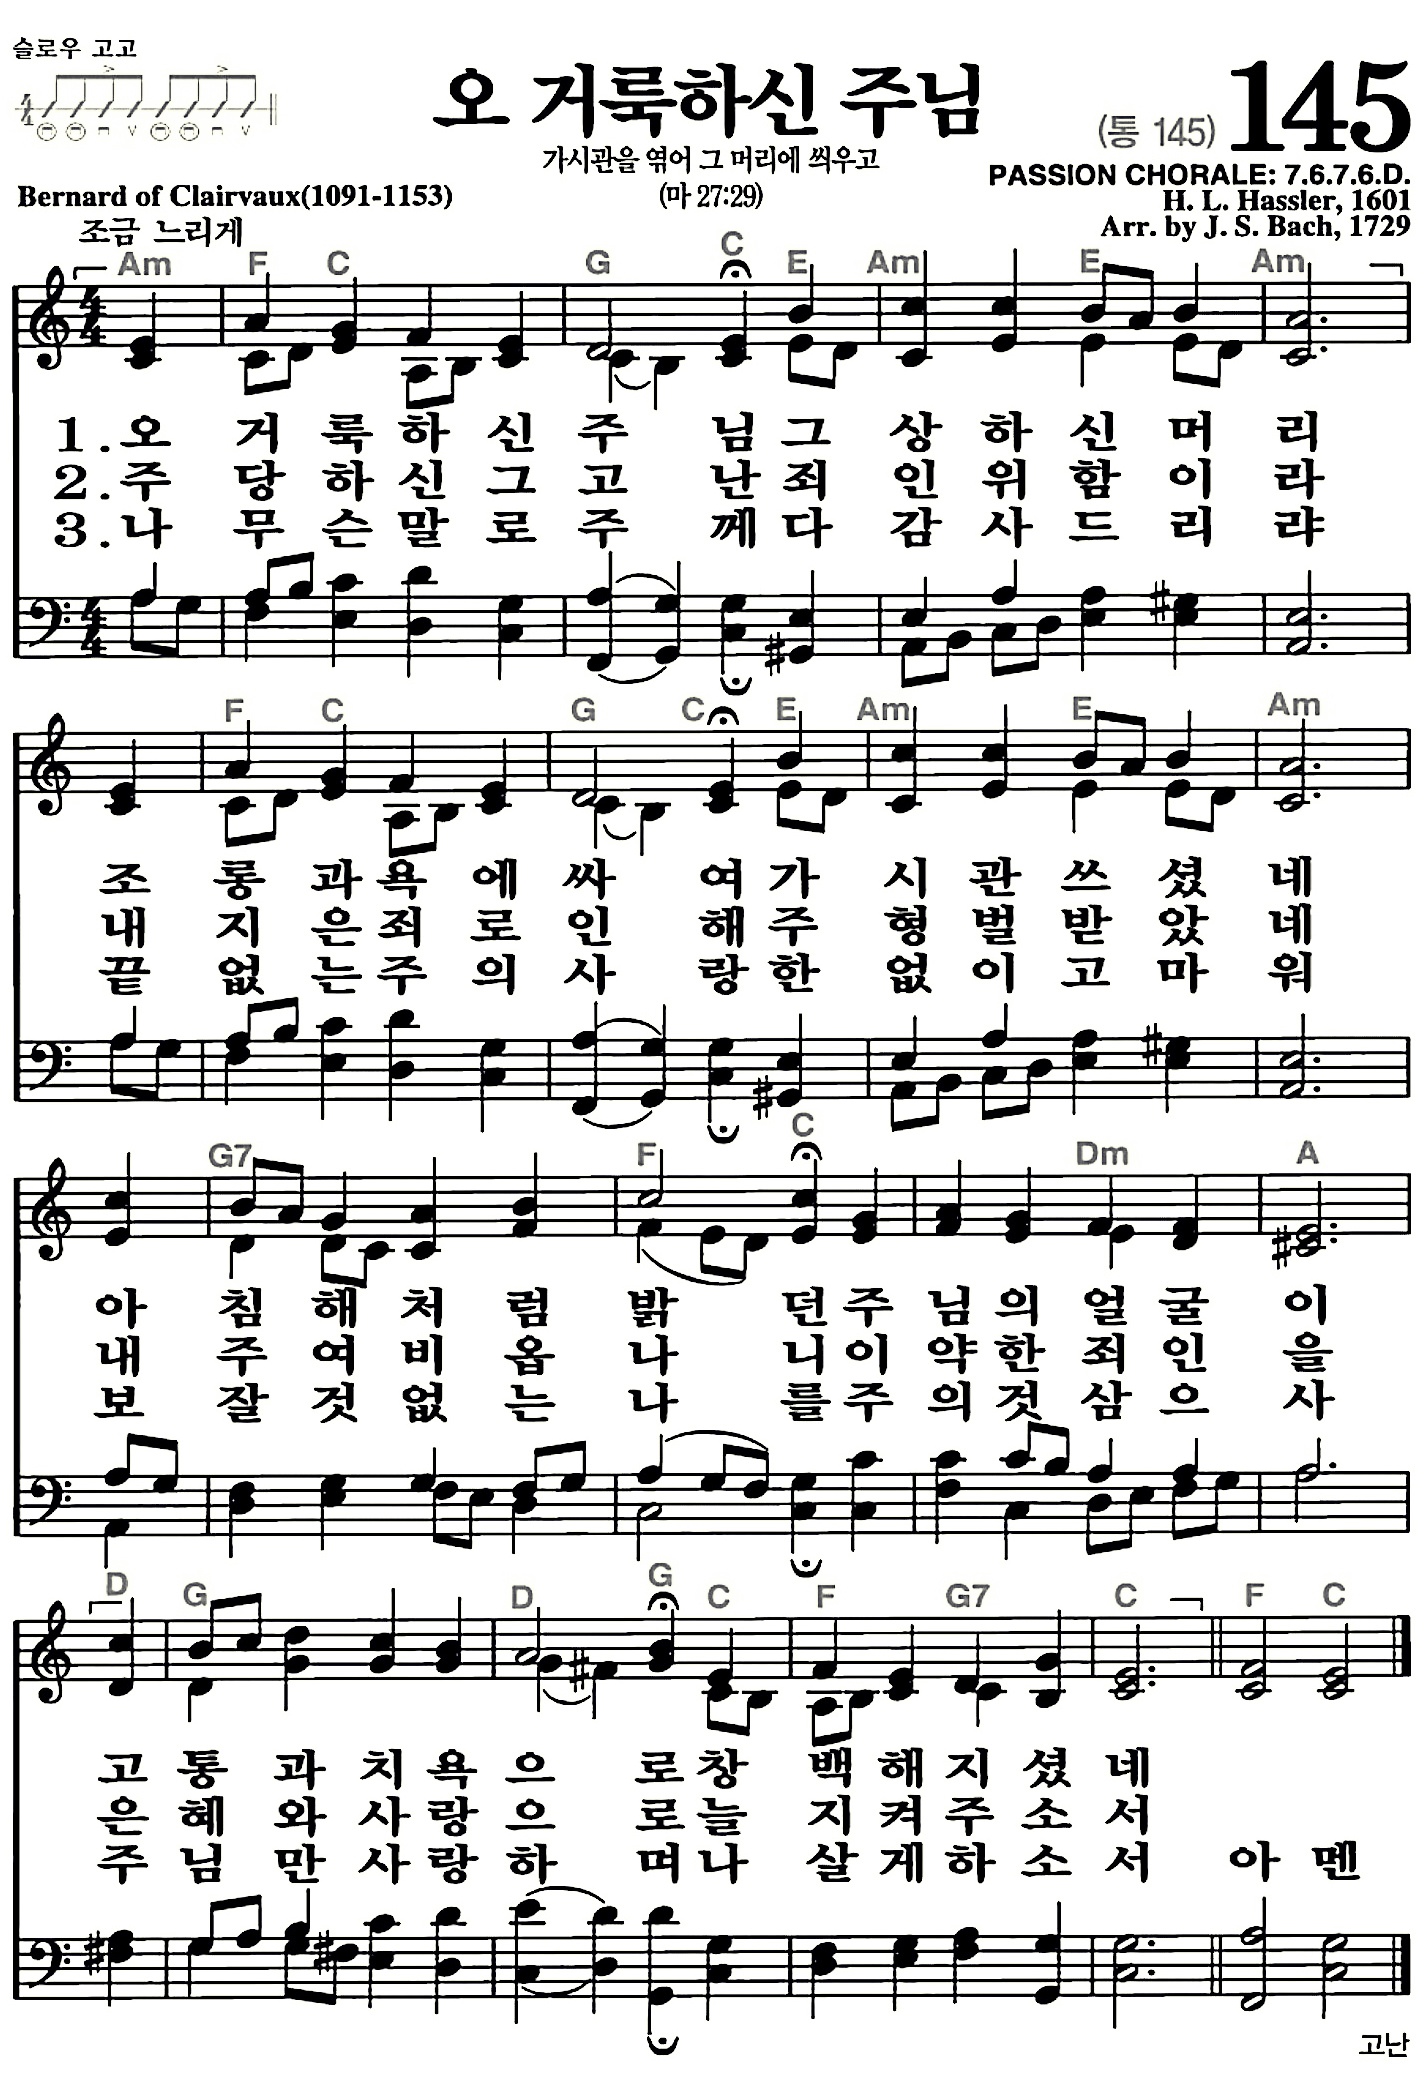 슬로우 고고
오 거룩하신 주님
(통 145) 145
가시관을 엮어 그 머리에 씌우고
(마 27:29)
PASSION CHORALE: 7.6.7.6.D.
Bernard of Clairvaux(1091-1153)
H. L. Hassler, 1601
조금 느리게
Arr. by J. S. Bach, 1729
Am F C G C E Am E Am
1.오 거 룩 하 신 주 님 그 상 하 신 머 리
2.주 당 하 신 그 고 난 죄 인 위 함 이 라
3.나 무 슨 말 로 주 께 다 감 사 드 리 랴
F C G C E Am E Am
조 롱 과 욕 에 싸 여 가 시 관 쓰 셨 네
내 지 은 죄 로 인 해 주 형 벌 받 았 네
끝 없 는 주 의 사 랑 한 없 이 고 마 워
G7 F C Dm A
아 침 해 처 럼 밝 던 주 님 의 얼 굴 이
내 주 여 비 옵 나 니 이 약 한 죄 인 을
보 잘 것 없 는 나 를 주 의 것 삼 으 사
D G D G C F G7 C F C
고 통 과 치 욕 으 로 창 백 해 지 셨 네
은 혜 와 사 랑 으 로 늘 지 켜 주 소 서
주 님 만 사 랑 하 며 나 살 게 하 소 서 아 멘
고난